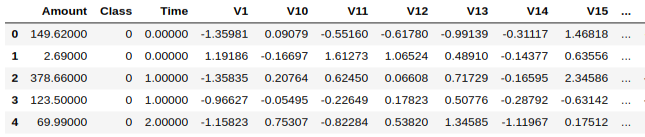 Amount Class Time V1 V10 V11 V12 V13 V14 V15 ...
0 149.62000 0 0.00000 -1.35981 0.09079 -0.55160 -0.61780 -0.99139 -0.31117 1.46818 ...
1 2.69000 0 0.00000 1.19186 -0.16697 1.61273 1.06524 0.48910 -0.14377 0.63556 ...
2 378.66000 0 1.00000 -1.35835 0.20764 0.62450 0.06608 0.71729 -0.16595 2.34586 ...
3 123.50000 0 1.00000 -0.96627 -0.05495 -0.22649 0.17823 0.50776 -0.28792 -0.63142 ...
4 69.99000 0 2.00000 -1.15823 0.75307 -0.82284 0.53820 1.34585 -1.11967 0.17512 ...